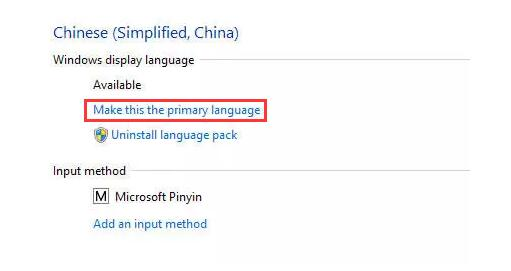 Chinese (Simplified, China)
Windows display language
Available
Make this the primary language
Uninstall language pack
Input method
M Microsoft Pinyin
Add an input method